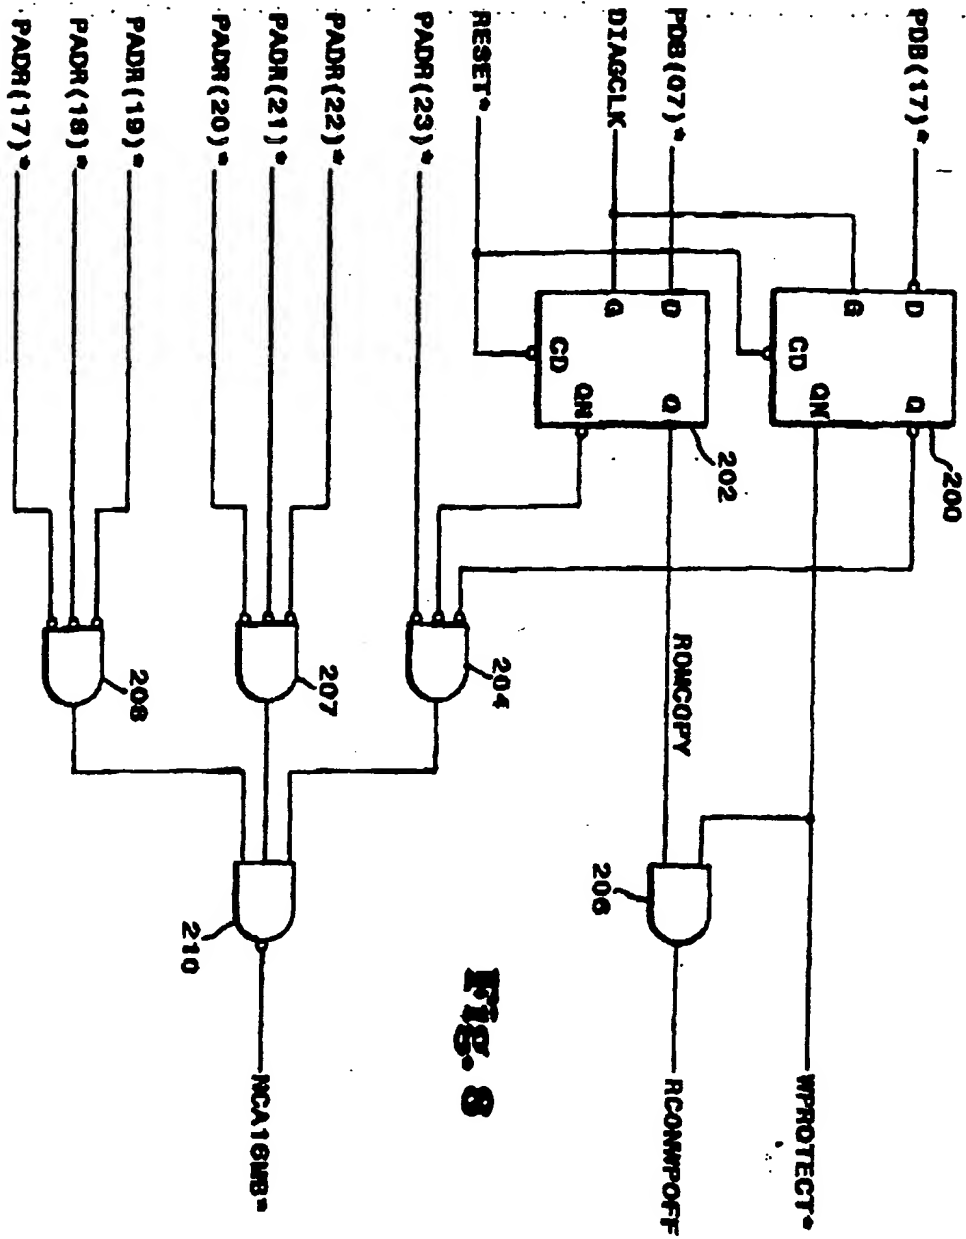 PDB(17)*
D
Q
200
G
CD
QN
WPROTECT*
PDB(07)*
DIAGCLK
D
Q
202
G
CD
QN
ROMCOPY
206
RCONWPOFF
RESET*
PADR(23)*
204
Fig. 8
PADR(22)*
PADR(21)*
PADR(20)*
207
210
NCA16MB*
PADR(19)*
PADR(18)*
PADR(17)*
208